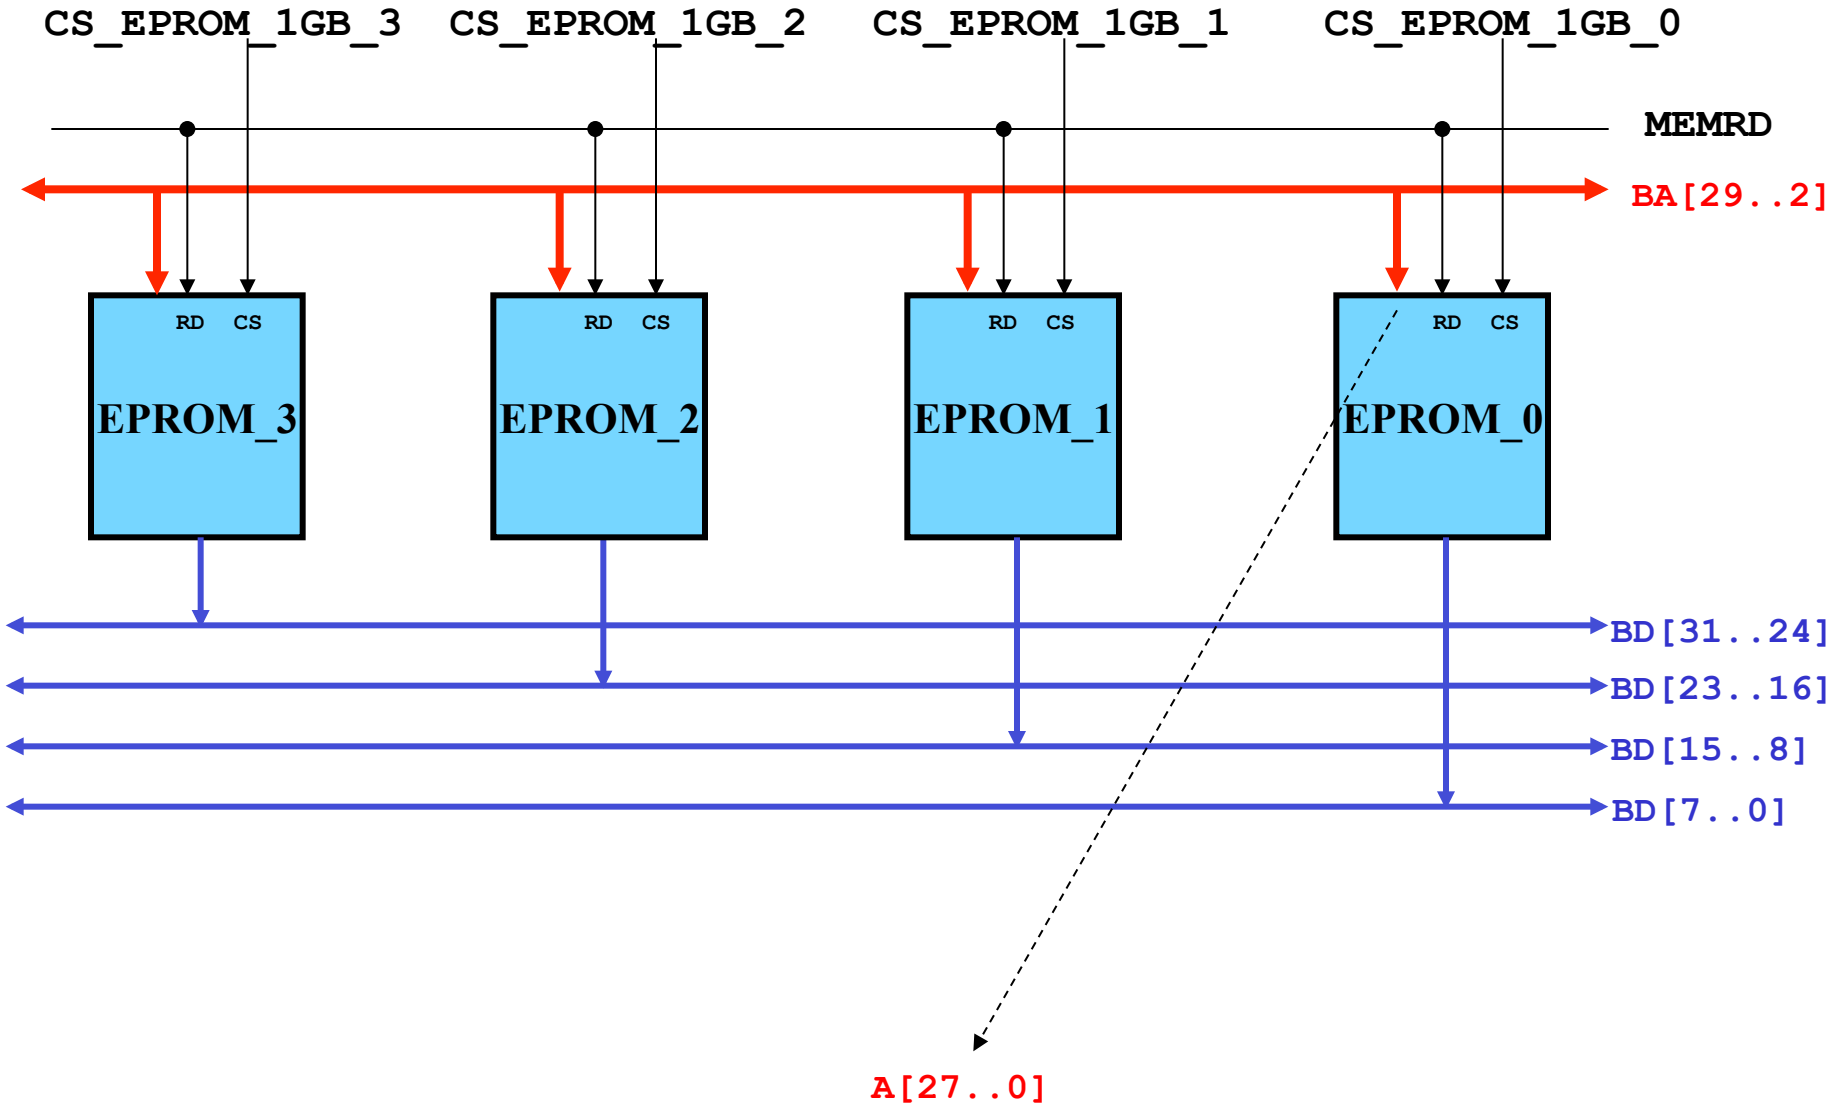 CS_EPROM_1GB_3 CS_EPROM_1GB_2 CS_EPROM_1GB_1 CS_EPROM_1GB_0
MEMRD
BA[29..2]
RD CS RD CS RD CS RD CS
EPROM_3 EPROM_2 EPROM_1 EPROM_0
BD[31..24]
BD[23..16]
BD[15..8]
BD[7..0]
A[27..0]